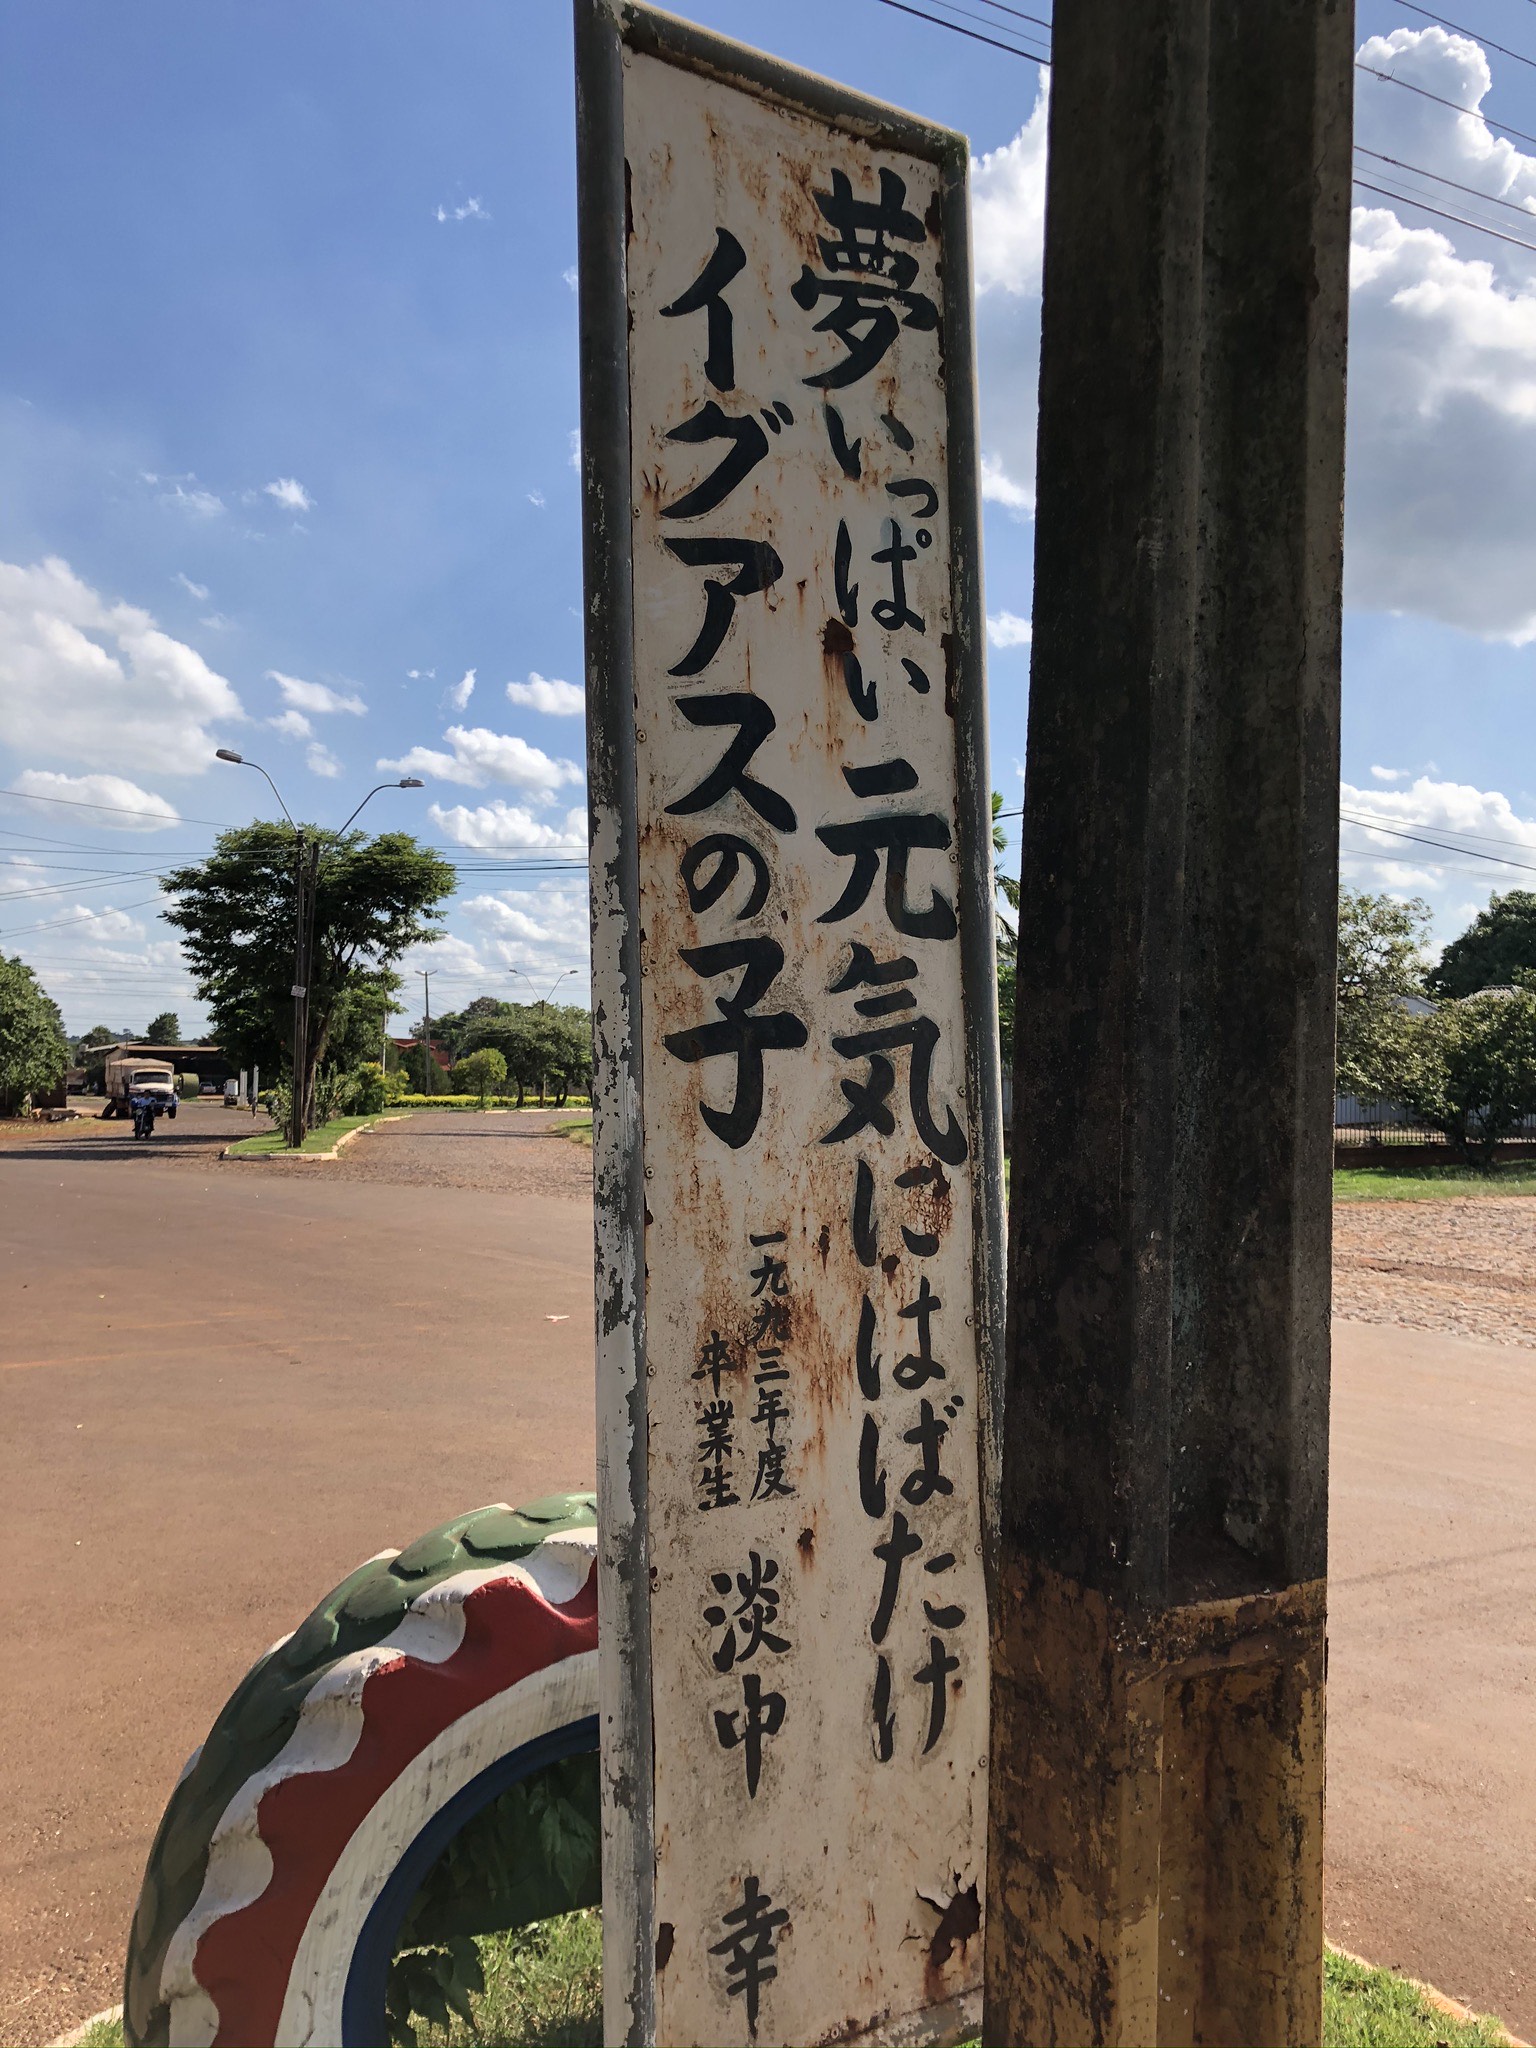 夢いっぱい元気にはばたけ
イグアスの子
一九九三年度
卒業生
淡中 幸